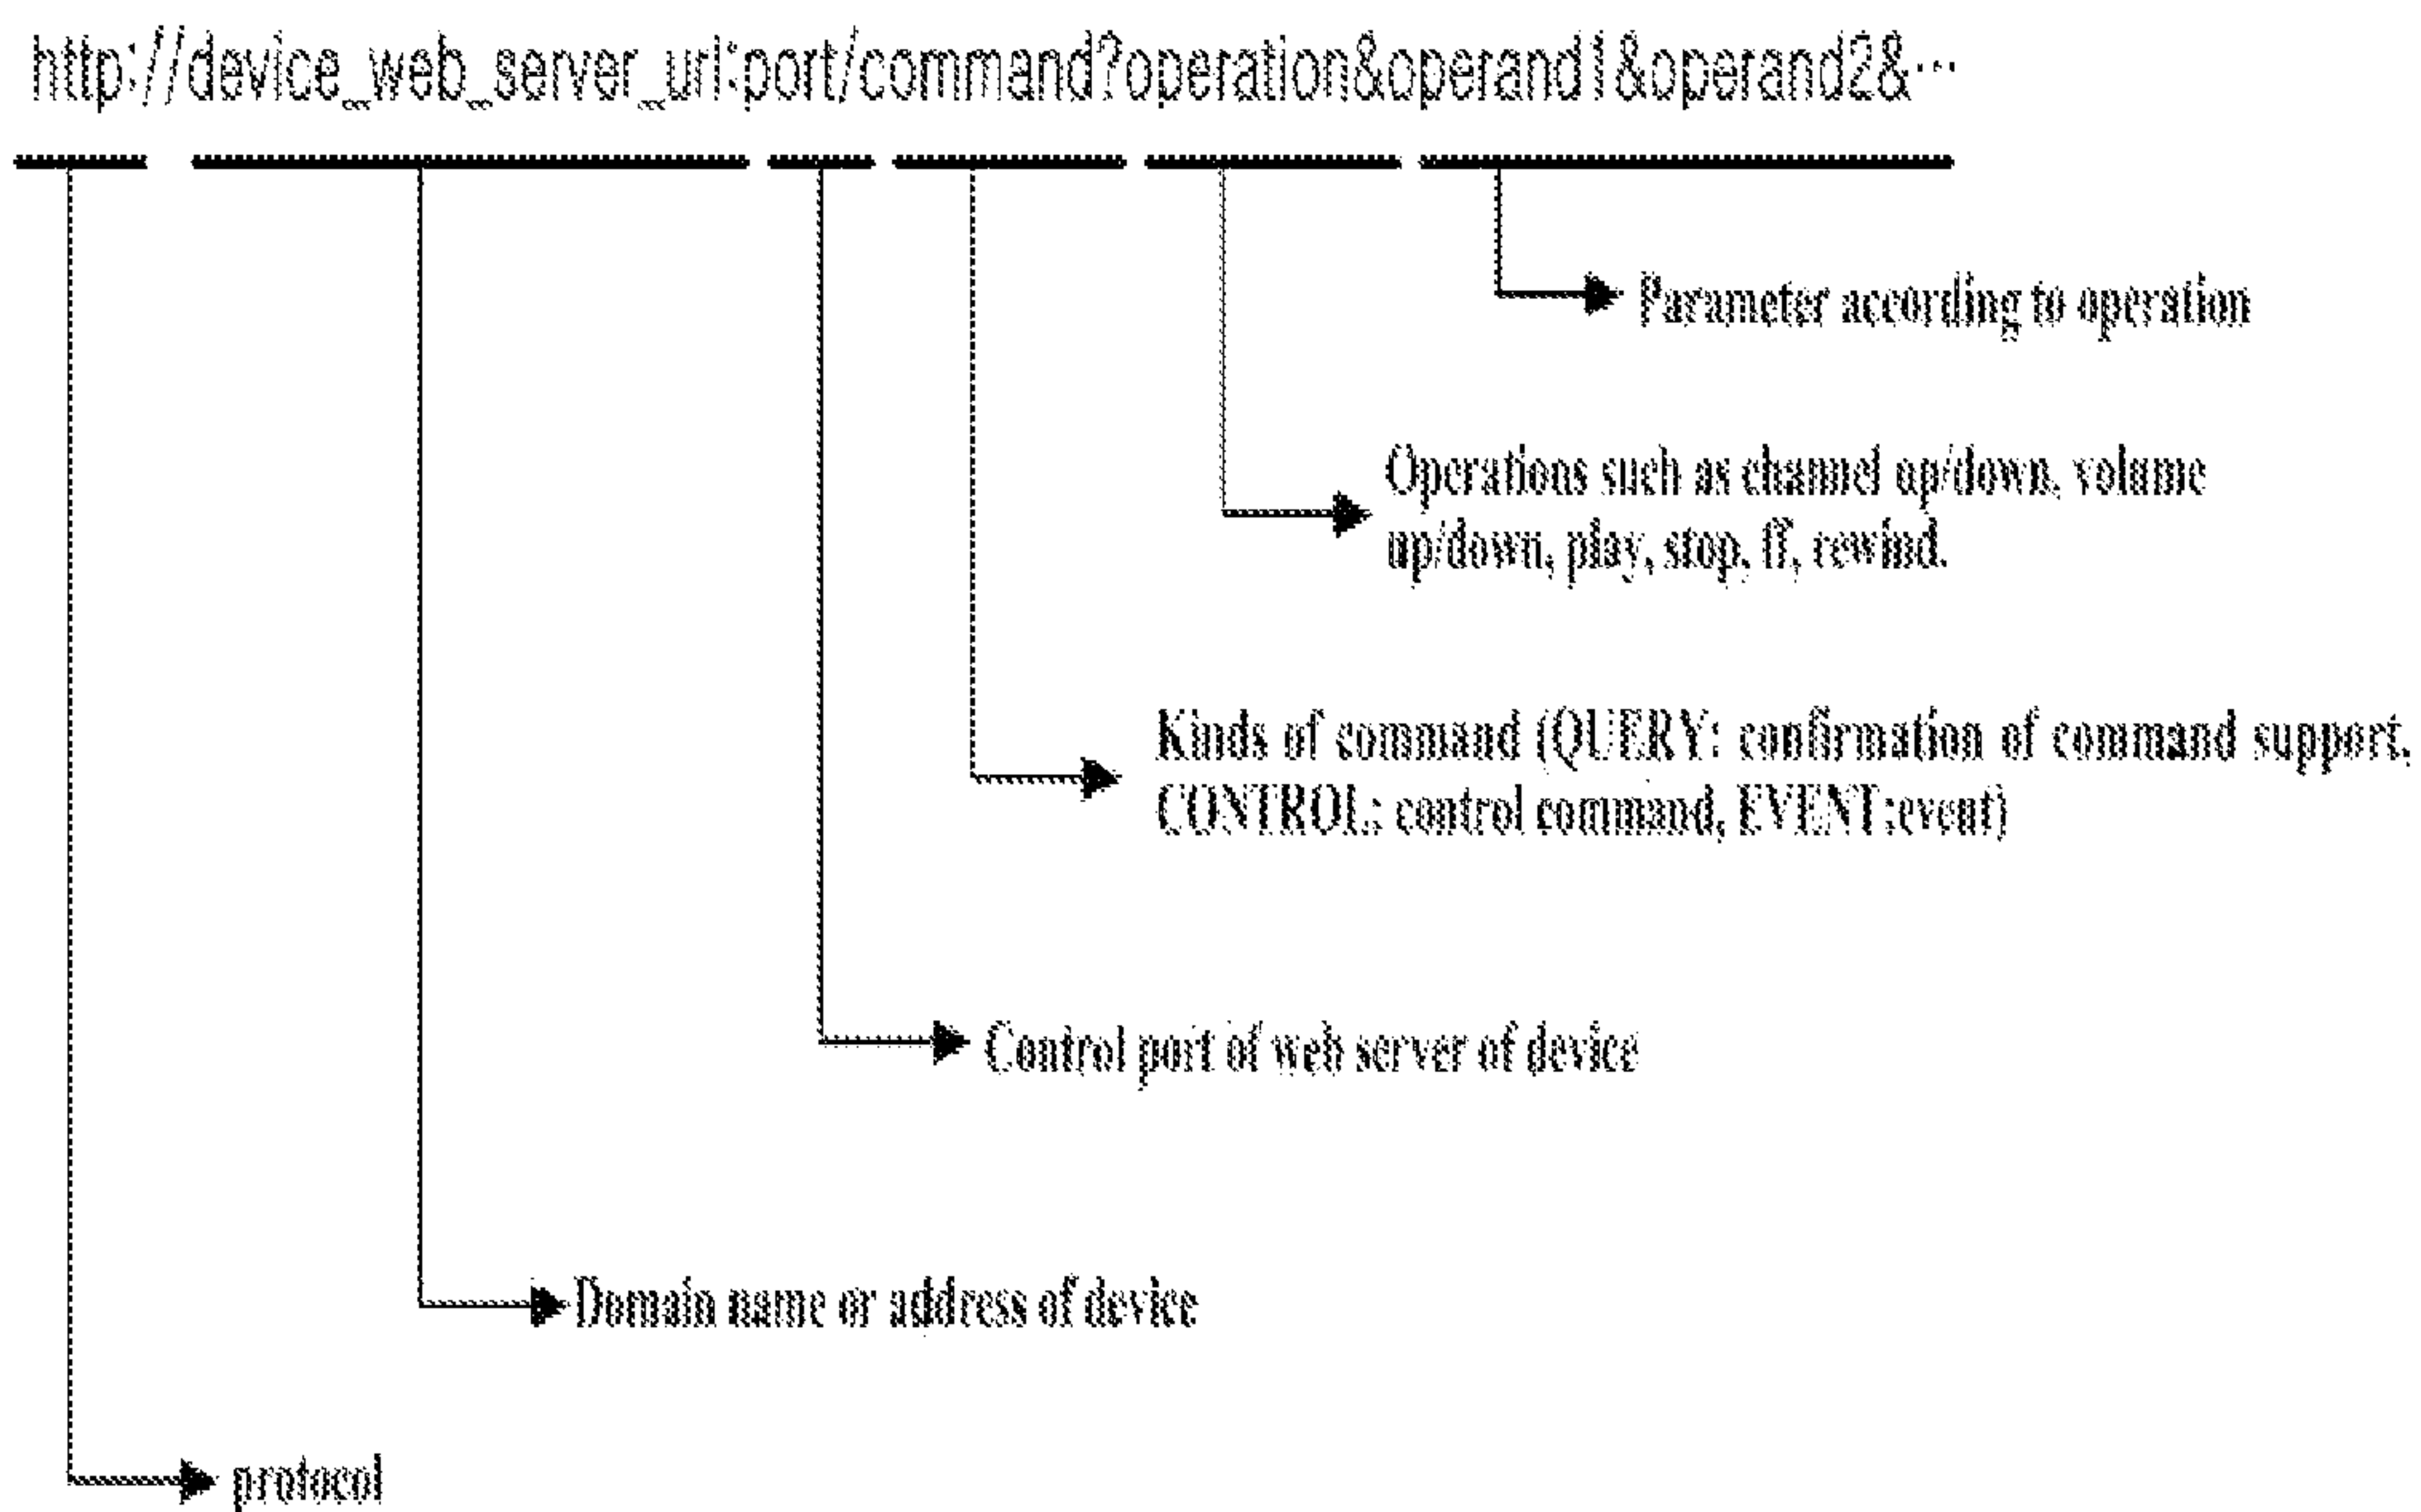 http://device_web_server_url:port/command?operation&operand1&operand2&···
Parameter according to operation
Operations such as channel up/down, volume
up/down, play, stop, ff, rewind.
Kinds of command (QUERY: confirmation of command support,
CONTROL: control command, EVENT:event)
Control port of web server of device
Domain name or address of device
protocol